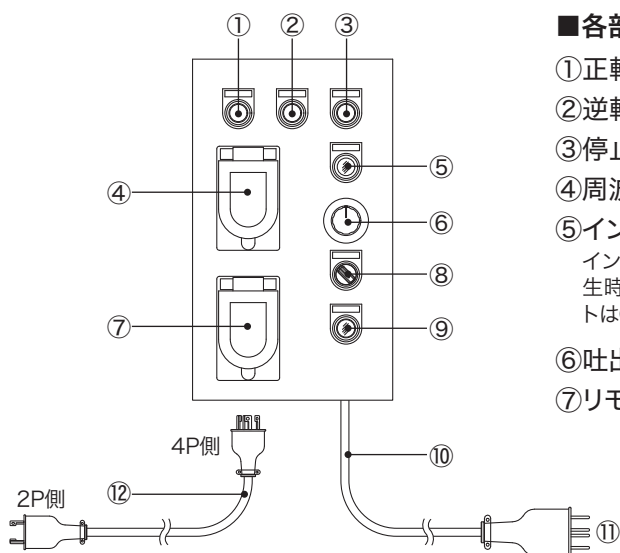 ① ② ③
④
⑤
⑥
⑦
⑧
⑨
⑩
⑪
⑫
4P側
2P側
■各部
①正転
②逆転
③停止
④周波
⑤イン
イン
生時
トは
⑥吐出
⑦リモ